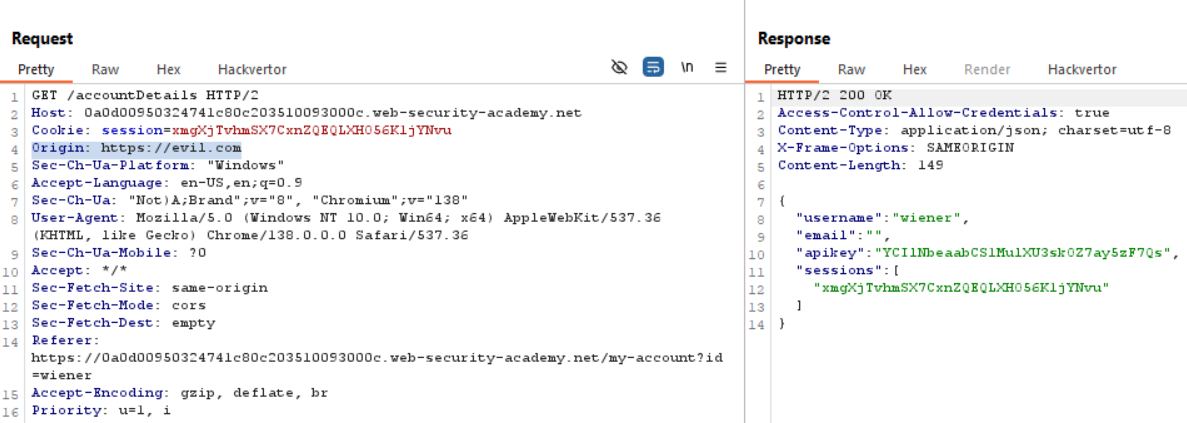 Request
Pretty Raw Hex Hackvertor \n
1 GET /accountDetails HTTP/2
2 Host: 0a0d00950324741c80c203510093000c.web-security-academy.net
3 Cookie: session=xmgXjTvhmSX7CxnZQEQLXH056K1jYNvu
4 Origin: https://evil.com
5 Sec-Ch-Ua-Platform: "Windows"
6 Accept-Language: en-US,en;q=0.9
7 Sec-Ch-Ua: "Not)A;Brand";v="8", "Chromium";v="138"
8 User-Agent: Mozilla/5.0 (Windows NT 10.0; Win64; x64) AppleWebKit/537.36
(KHTML, like Gecko) Chrome/138.0.0.0 Safari/537.36
9 Sec-Ch-Ua-Mobile: ?0
10 Accept: */*
11 Sec-Fetch-Site: same-origin
12 Sec-Fetch-Mode: cors
13 Sec-Fetch-Dest: empty
14 Referer:
https://0a0d00950324741c80c203510093000c.web-security-academy.net/my-account?id
=wiener
15 Accept-Encoding: gzip, deflate, br
16 Priority: u=1, i
Response
Pretty Raw Hex Render Hackvertor
1 HTTP/2 200 OK
2 Access-Control-Allow-Credentials: true
3 Content-Type: application/json; charset=utf-8
4 X-Frame-Options: SAMEORIGIN
5 Content-Length: 149
6
7 {
8 "username":"wiener",
9 "email":"",
10 "apikey":"YCI1NbeaabCS1Mu1XU3sk0Z7ay5zF7Qs",
11 "sessions":[
12 "xmgXjTvhmSX7CxnZQEQLXH056K1jYNvu"
13 ]
14 }